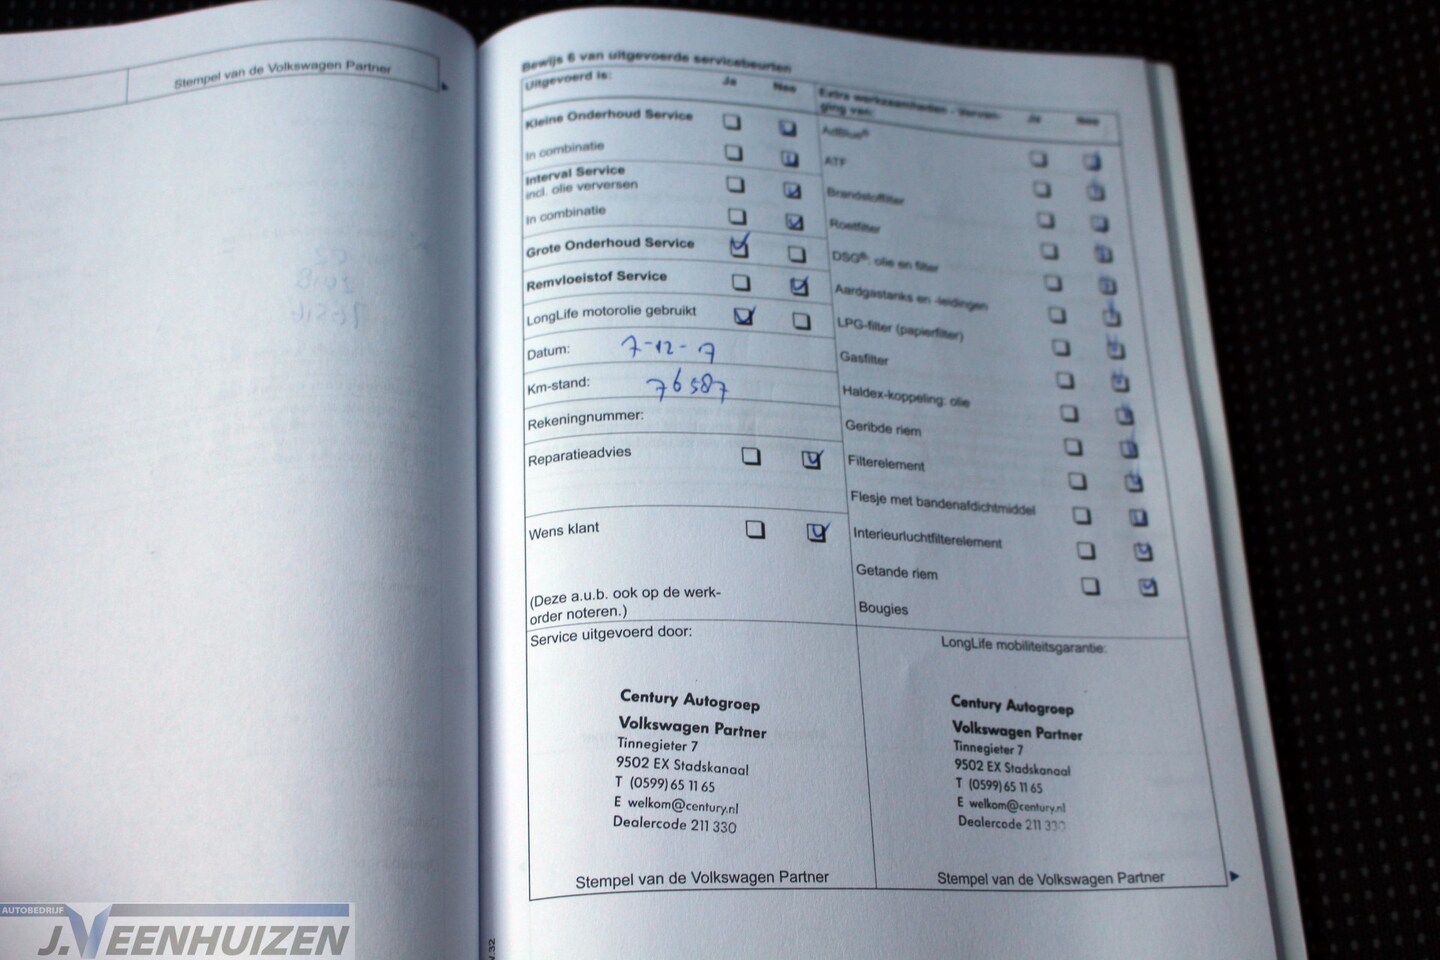 Stempel van de Volkswagen Partner
Bewijs 6 van uitgevoerde servicebeurten
Uitgevoerd is:
Ja
Nee
Kleine Onderhoud Service
In combinatie
Interval Service
incl. olie verversen
In combinatie
Grote Onderhoud Service
Remvloeistof Service
LongLife motorolie gebruikt
Datum: 7-12-7
Km-stand: 76587
Rekeningnummer:
Reparatieadvies
Wens klant
(Deze a.u.b. ook op de werk-
order noteren.)
Extra werkzaamheden - Vervan-
ging van:
Ja
Nee
AdBlue®
ATF
Brandstoffilter
Roetfilter
DSG®: olie en filter
Aardgastanks en -leidingen
LPG-filter (papierfilter)
Gasfilter
Haldex-koppeling: olie
Geribde riem
Filterelement
Flesje met bandenafdichtmiddel
Interieurluchtfilterelement
Getande riem
Bougies
Service uitgevoerd door:
Century Autogroep
Volkswagen Partner
Tinnegieter 7
9502 EX Stadskanaal
T (0599) 65 11 65
E welkom@century.nl
Dealercode 211 330
Stempel van de Volkswagen Partner
LongLife mobiliteitsgarantie:
Century Autogroep
Volkswagen Partner
Tinnegieter 7
9502 EX Stadskanaal
T (0599) 65 11 65
E welkom@century.nl
Dealercode 211 330
Stempel van de Volkswagen Partner
AUTOBEDRIJF
J.VEENHUIZEN